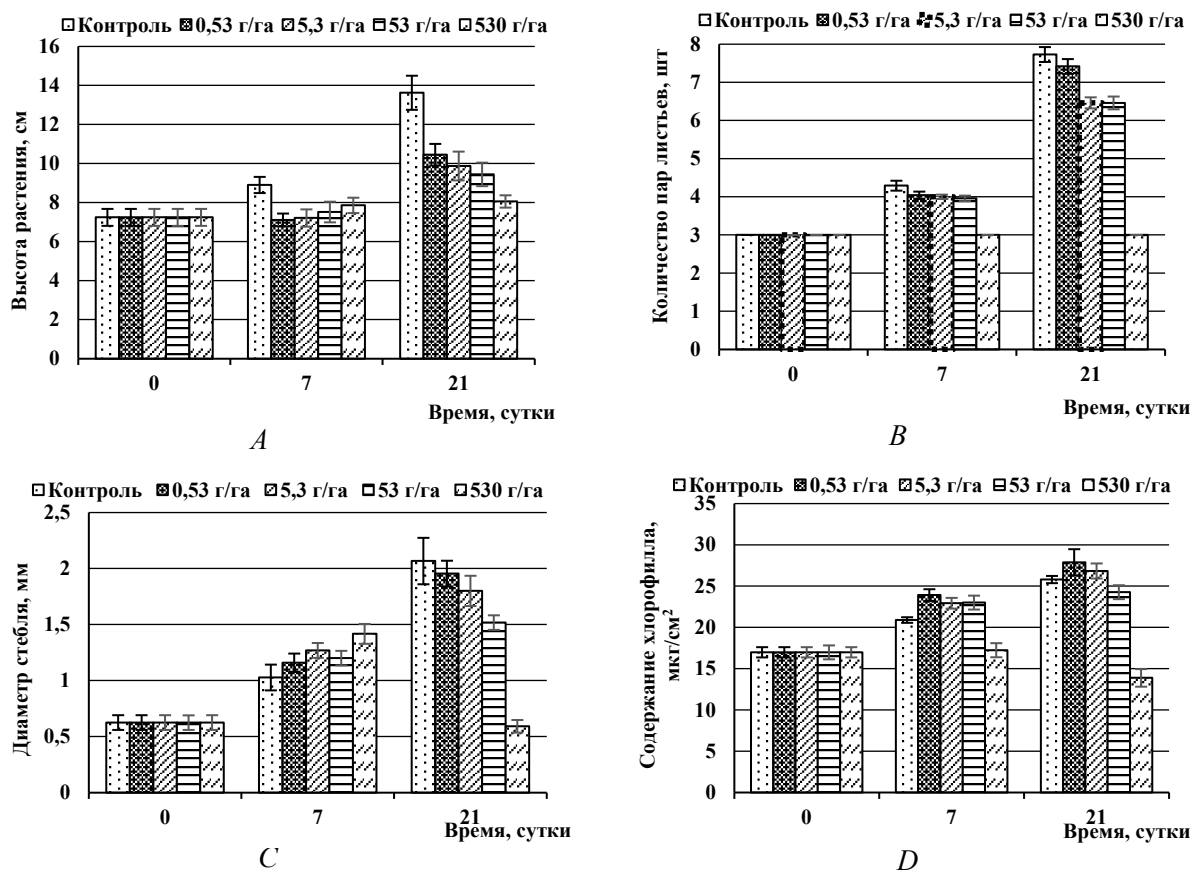 Контроль 0,53 г/га 5,3 г/га 53 г/га 530 г/га
Высота растения, см
16
14
12
10
8
6
4
2
0
0 7 21
Время, сутки
A
Контроль 0,53 г/га 5,3 г/га 53 г/га 530 г/га
Количество пар листьев, шт
8
7
6
5
4
3
2
1
0
0 7 21
Время, сутки
B
Контроль 0,53 г/га 5,3 г/га 53 г/га 530 г/га
Диаметр стебля, мм
2,5
2
1,5
1
0,5
0
0 7 21
Время, сутки
C
Контроль 0,53 г/га 5,3 г/га 53 г/га 530 г/га
Содержание хлорофилла,
мкг/см²
35
30
25
20
15
10
5
0
0 7 21
Время, сутки
D